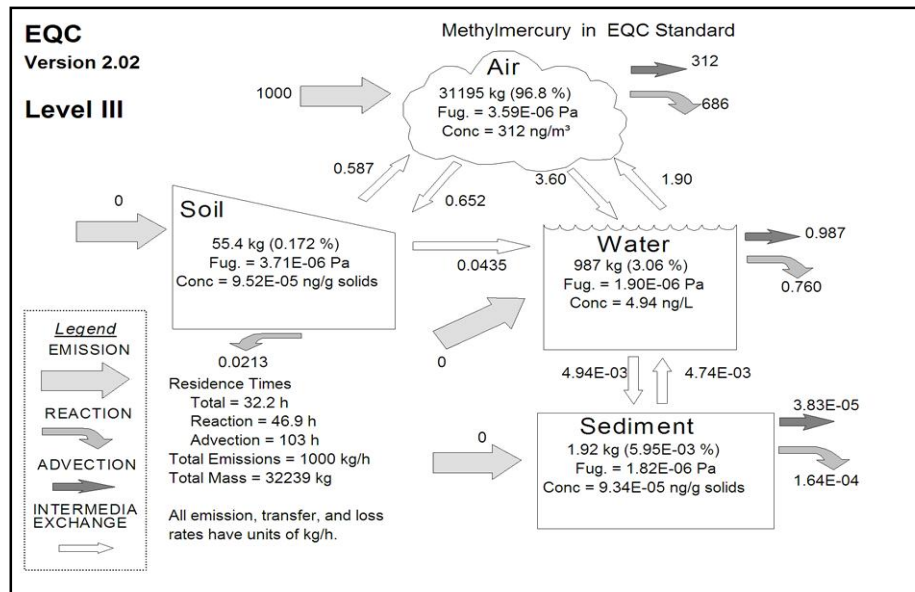 EQC
Version 2.02
Level III
Methylmercury in EQC Standard
Air
31195 kg (96.8 %)
Fug. = 3.59E-06 Pa
Conc = 312 ng/m³
1000
312
686
0.587
0.652
3.60
1.90
0
Soil
55.4 kg (0.172 %)
Fug. = 3.71E-06 Pa
Conc = 9.52E-05 ng/g solids
0.0435
Water
987 kg (3.06 %)
Fug. = 1.90E-06 Pa
Conc = 4.94 ng/L
0.987
0.760
0
0.0213
4.94E-03
4.74E-03
Legend
EMISSION
REACTION
ADVECTION
INTERMEDIA
EXCHANGE
Residence Times
Total = 32.2 h
Reaction = 46.9 h
Advection = 103 h
Total Emissions = 1000 kg/h
Total Mass = 32239 kg
All emission, transfer, and loss
rates have units of kg/h.
0
Sediment
1.92 kg (5.95E-03 %)
Fug. = 1.82E-06 Pa
Conc = 9.34E-05 ng/g solids
3.83E-05
1.64E-04